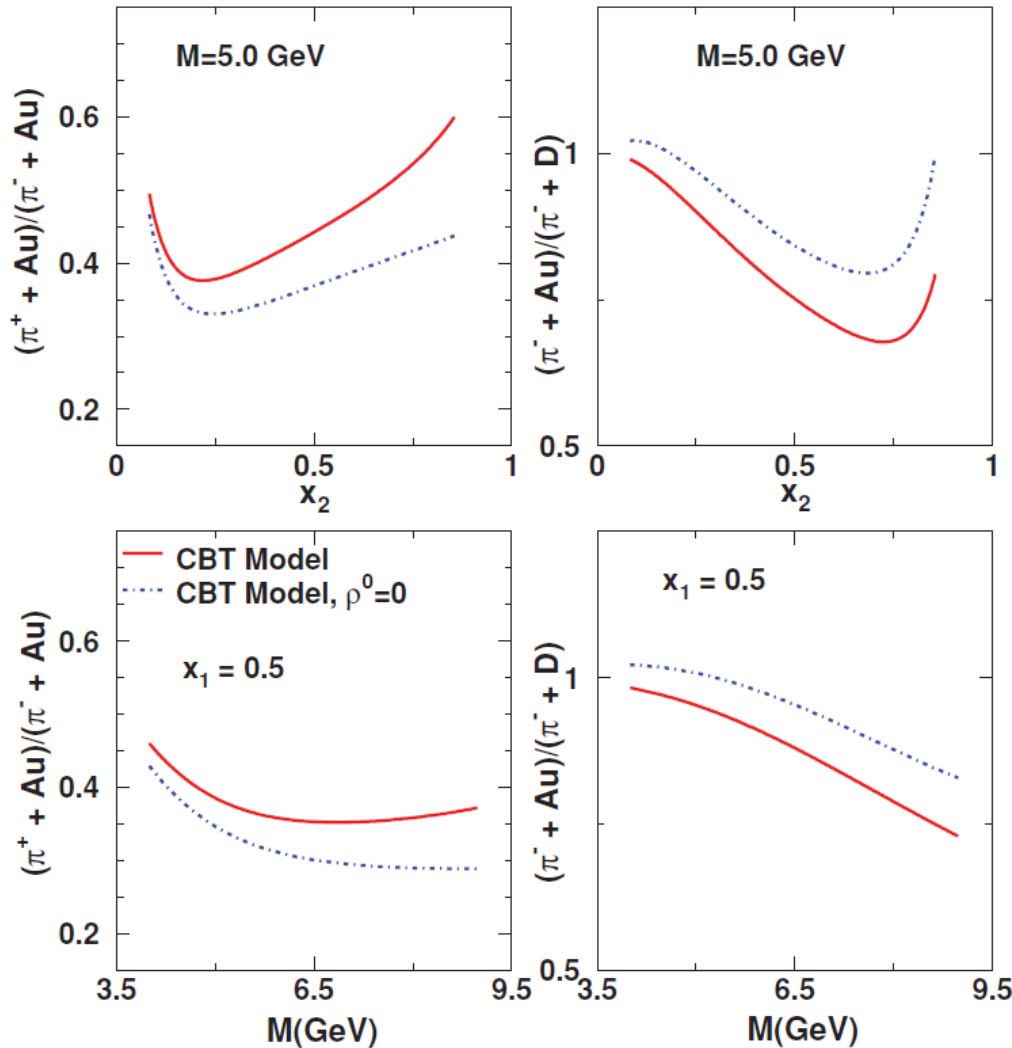 M=5.0 GeV
(π⁺ + Au)/(π⁻ + Au)
0.6
0.4
0.2
0
0.5
1
x₂
M=5.0 GeV
(π⁻ + Au)/(π⁻ + D)
1
0.5
0
0.5
1
x₂
CBT Model
CBT Model, ρ⁰=0
x₁ = 0.5
(π⁺ + Au)/(π⁻ + Au)
0.6
0.4
0.2
3.5
6.5
9.5
M(GeV)
x₁ = 0.5
(π⁻ + Au)/(π⁻ + D)
1
0.5
3.5
6.5
9.5
M(GeV)